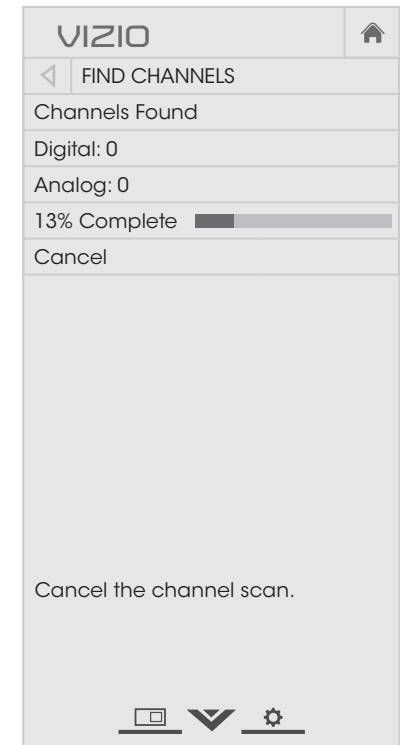 VIZIO
FIND CHANNELS
Channels Found
Digital: 0
Analog: 0
13% Complete
Cancel
Cancel the channel scan.